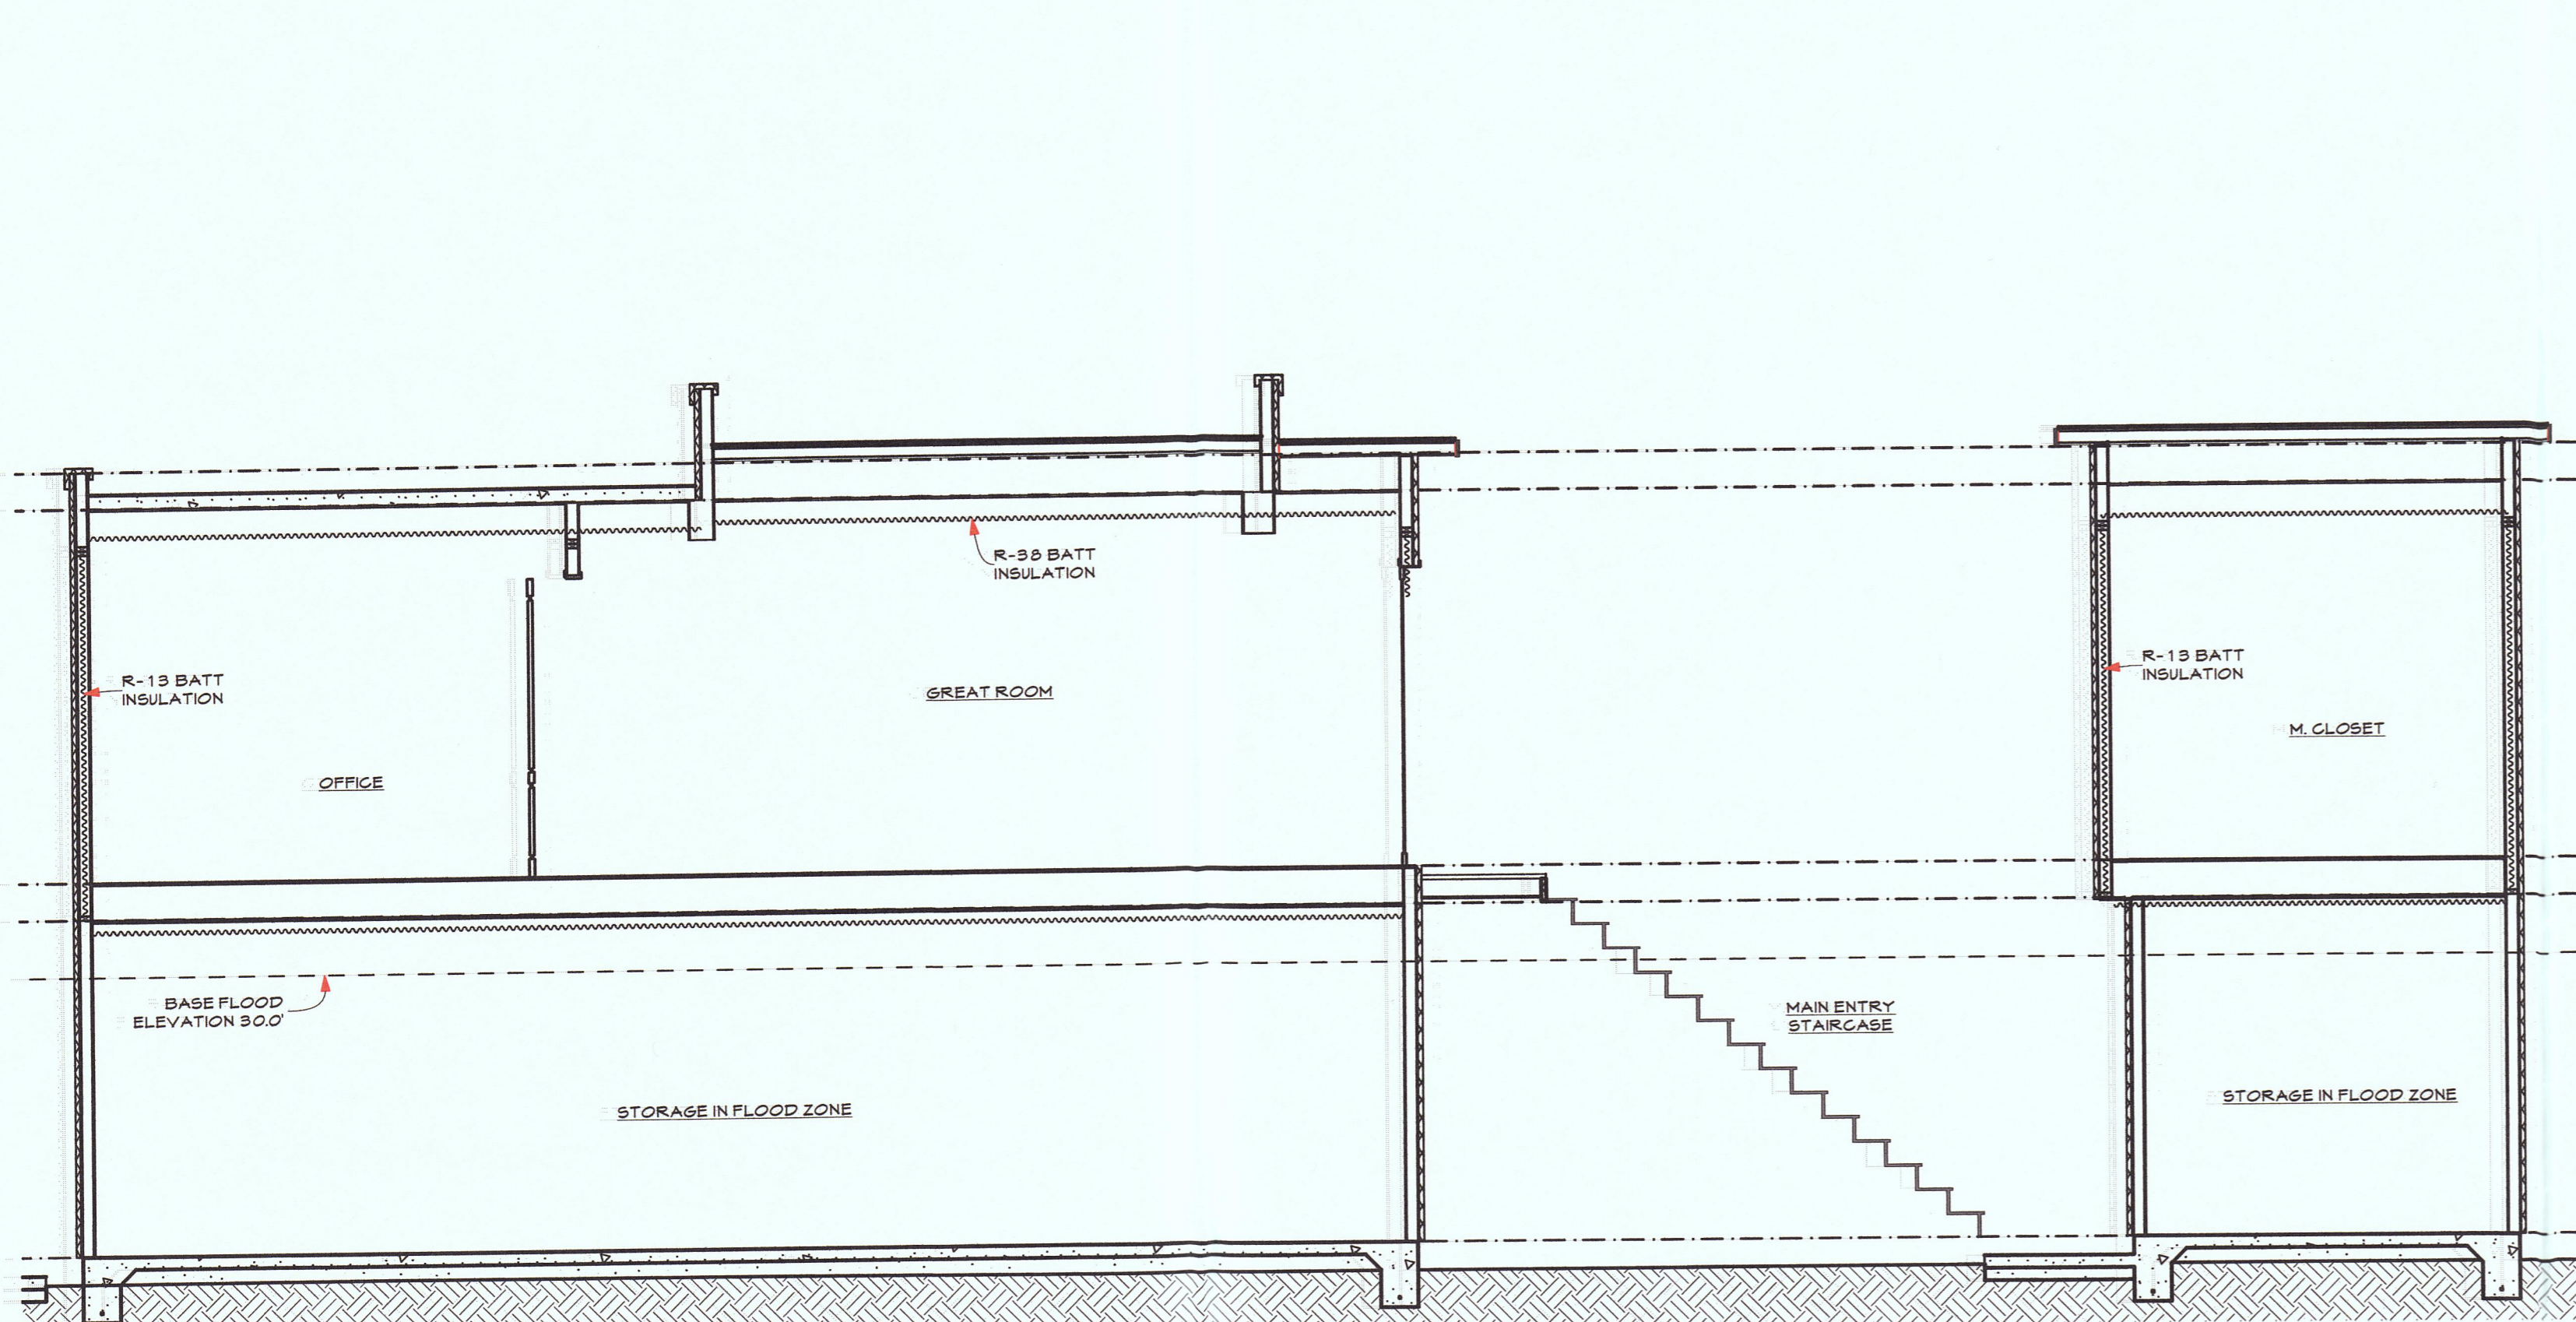 R-38 BATT
INSULATION
R-13 BATT
INSULATION
R-13 BATT
INSULATION
GREAT ROOM
M. CLOSET
OFFICE
BASE FLOOD
ELEVATION 30.0'
MAIN ENTRY
STAIRCASE
STORAGE IN FLOOD ZONE
STORAGE IN FLOOD ZONE